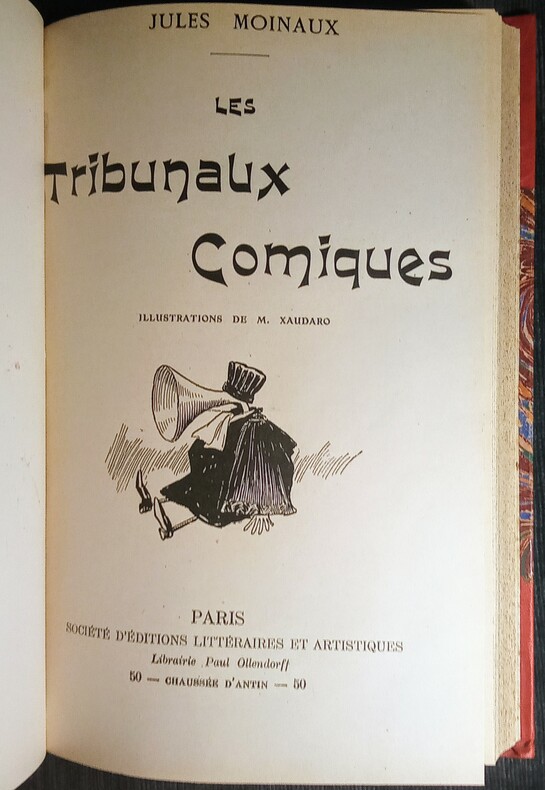 JULES MOINAUX
LES
Tribunaux
Comiques
ILLUSTRATIONS DE M. XAUDARO
PARIS
SOCIÉTÉ D'ÉDITIONS LITTÉRAIRES ET ARTISTIQUES
Librairie Paul Ollendorff
50 — CHAUSSÉE D'ANTIN — 50